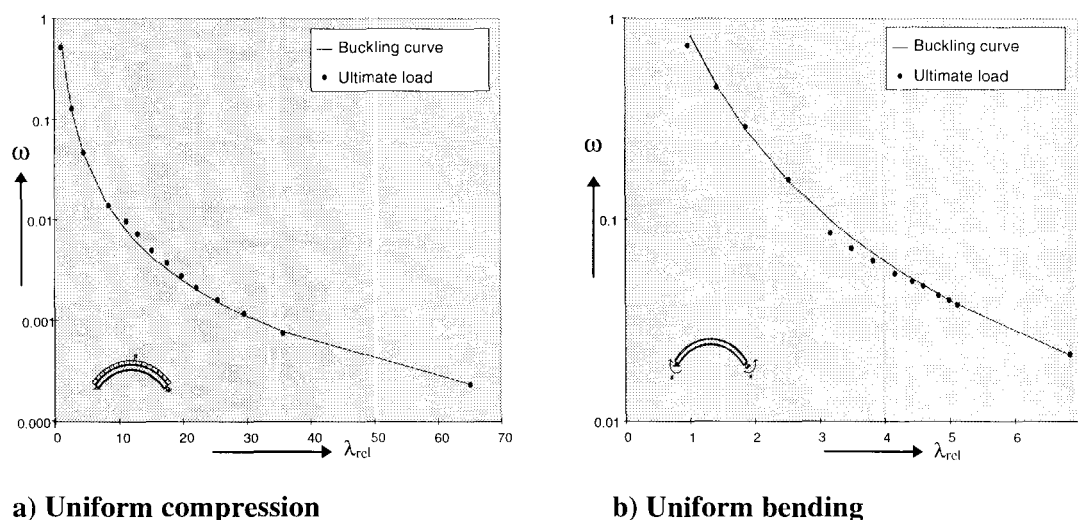 1
0.1
0.01
0.001
0.0001
ω
Buckling curve
Ultimate load
0 10 20 30 40 50 60 70
λrel
a) Uniform compression
1
0.1
0.01
ω
Buckling curve
Ultimate load
0 1 2 3 4 5 6
λrel
b) Uniform bending